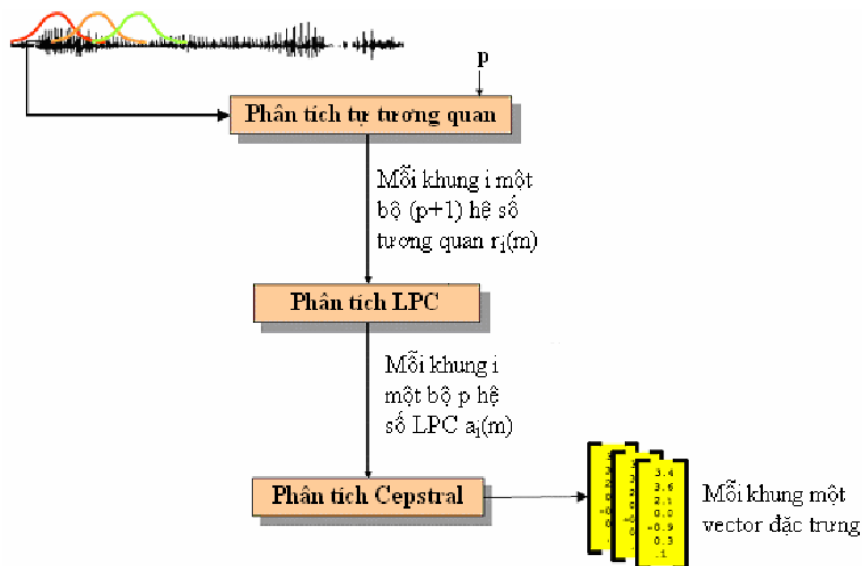 p
Phân tích tự tương quan
Mỗi khung i một
bộ (p+1) hệ số
tương quan ri(m)
Phân tích LPC
Mỗi khung i
một bộ p hệ
số LPC ai(m)
Phân tích Cepstral
3.4
3.6
2.1
0.0
-0.9
0.3
.1
Mỗi khung một
vector đặc trưng